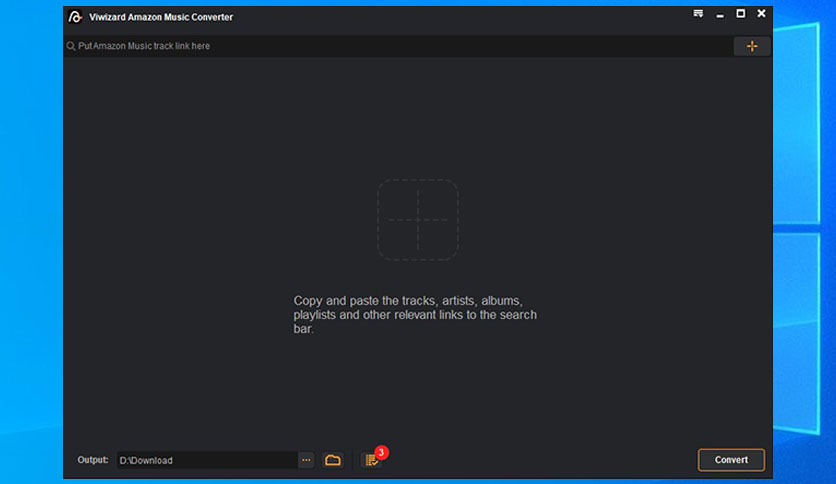 Viwizard Amazon Music Converter
Put Amazon Music track link here
Copy and paste the tracks, artists, albums,
playlists and other relevant links to the search
bar.
Output: D:\Download ... 3 Convert